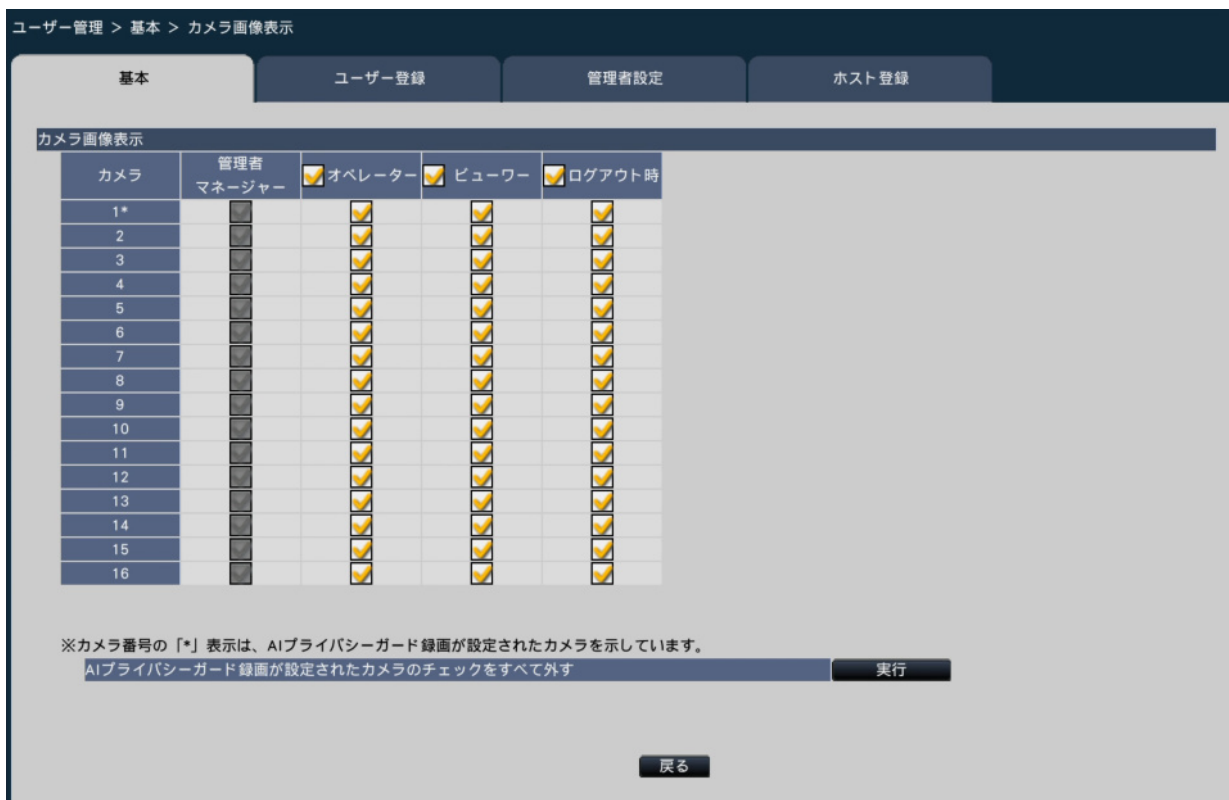 ユーザー管理 > 基本 > カメラ画像表示
基本 ユーザー登録 管理者設定 ホスト登録
カメラ画像表示
カメラ 管理者 マネージャー オペレーター ビューワー ログアウト時
1*
2
3
4
5
6
7
8
9
10
11
12
13
14
15
16
※カメラ番号の「*」表示は、AIプライバシーガード録画が設定されたカメラを示しています。
AIプライバシーガード録画が設定されたカメラのチェックをすべて外す 実行
戻る